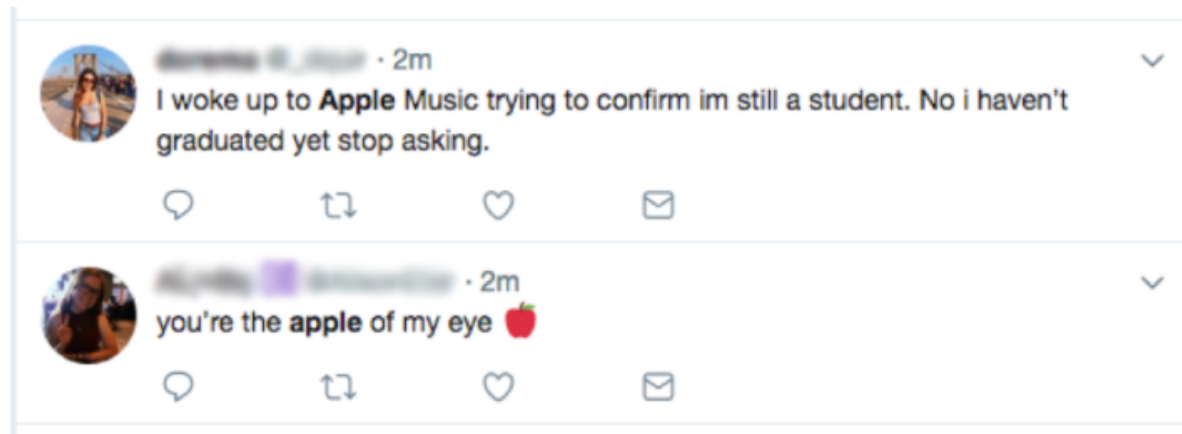 · 2m
I woke up to Apple Music trying to confirm im still a student. No i haven't
graduated yet stop asking.
· 2m
you're the apple of my eye 🍎